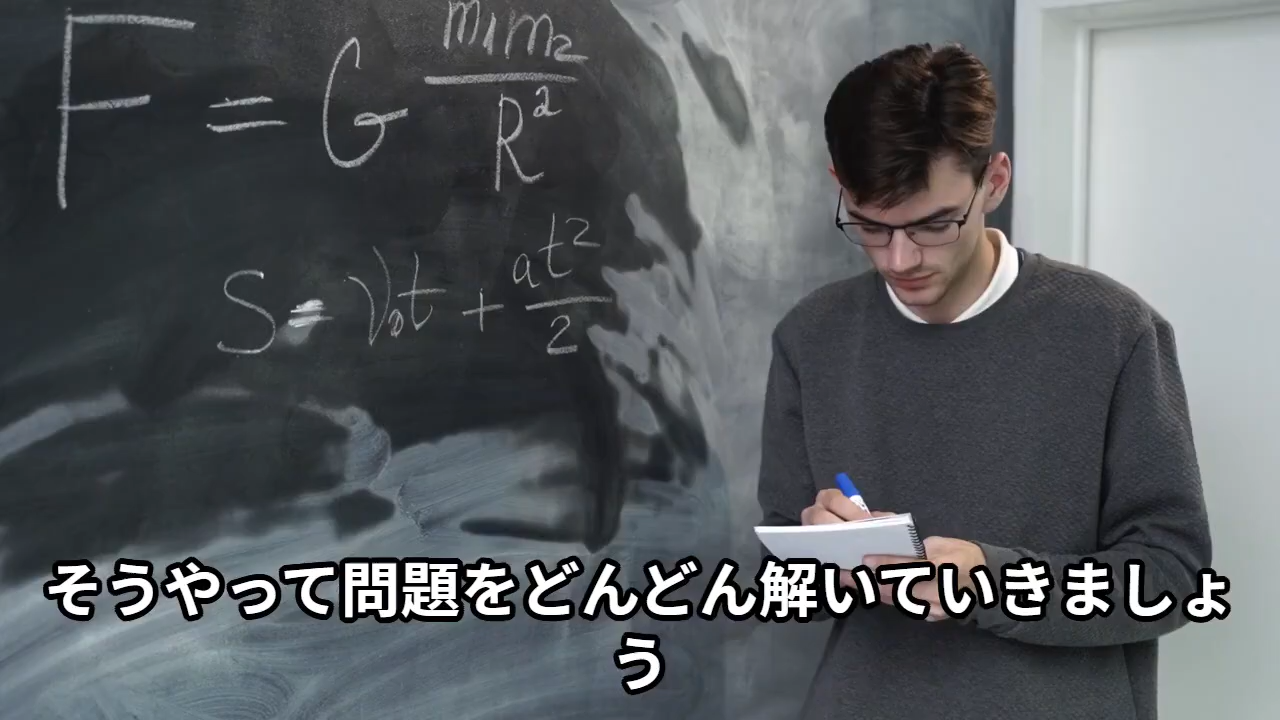 F = G m₁m₂/R²
S = V₀t + at²/2
そうやって問題をどんどん解いていきましょ
う